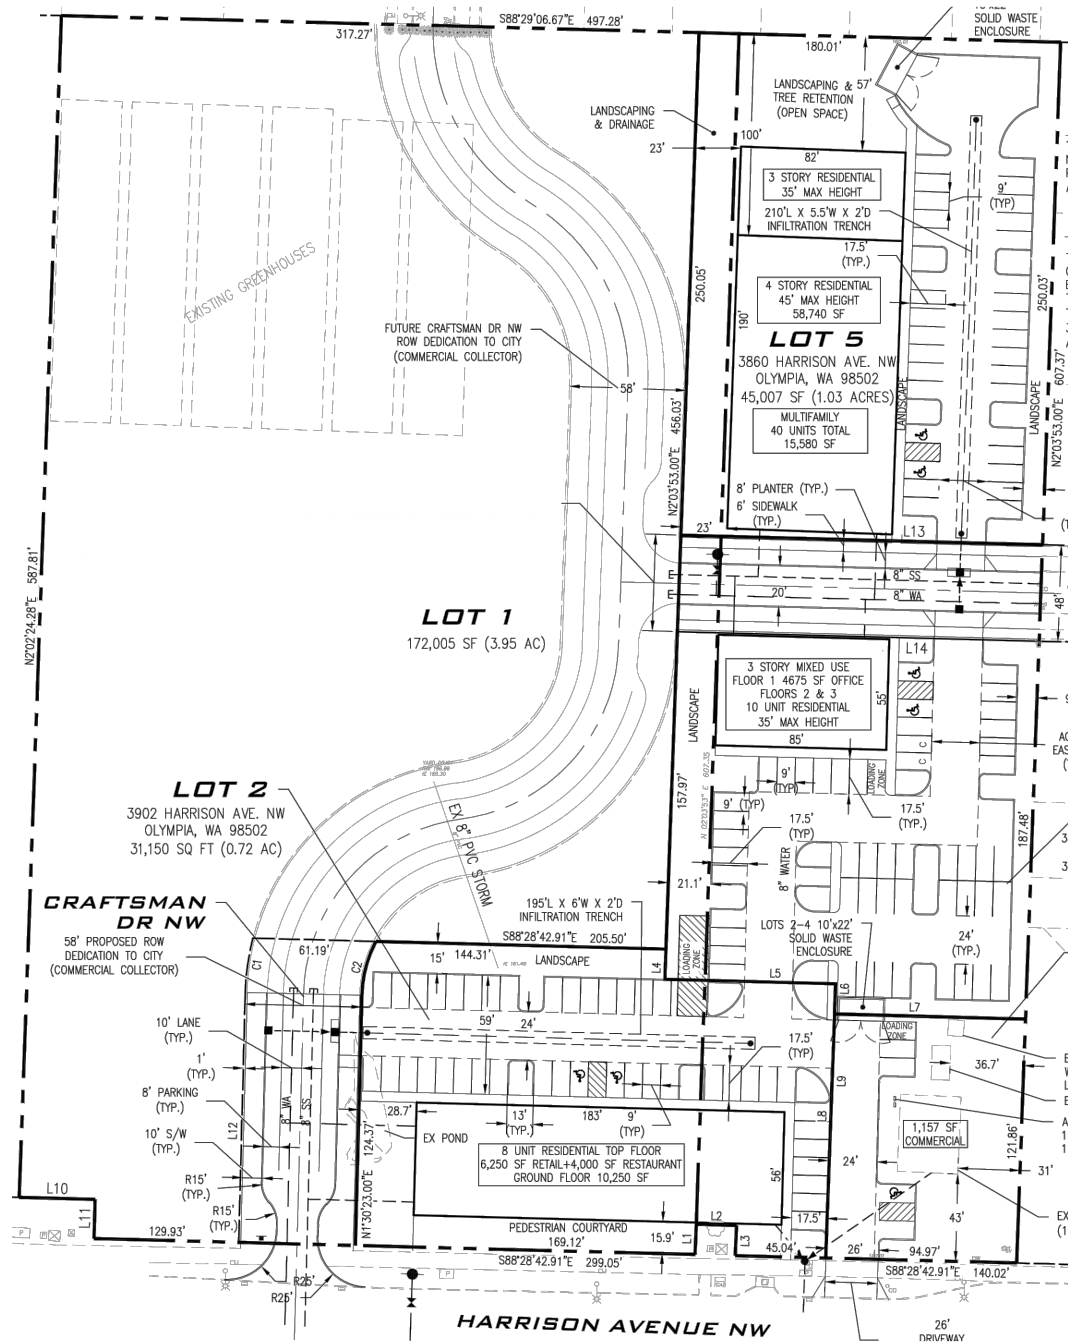 S88°29'06.67"E 497.28'
317.27'
180.01'
SOLID WASTE
ENCLOSURE
LANDSCAPING & 57'
TREE RETENTION
(OPEN SPACE)
LANDSCAPING
& DRAINAGE
100'
23'
82'
3 STORY RESIDENTIAL
35' MAX HEIGHT
9'
(TYP)
210'L X 5.5'W X 2'D
INFILTRATION TRENCH
17.5'
(TYP.)
EXISTING GREENHOUSES
250.05'
250.03'
4 STORY RESIDENTIAL
45' MAX HEIGHT
58,740 SF
190'
FUTURE CRAFTSMAN DR NW
ROW DEDICATION TO CITY
(COMMERCIAL COLLECTOR)
LOT 5
3860 HARRISON AVE. NW
OLYMPIA, WA 98502
45,007 SF (1.03 ACRES)
58'
LANDSCAPE
LANDSCAPE
N2°03'53.00"E 607.37'
MULTIFAMILY
40 UNITS TOTAL
15,580 SF
N2°03'53.00"E 456.03'
8' PLANTER (TYP.)
6' SIDEWALK
(TYP.)
23'
L13
N2°02'24.28"E 587.81'
E
8" SS
E
8" WA
20'
48'
LOT 1
172,005 SF (3.95 AC)
L14
3 STORY MIXED USE
FLOOR 1 4675 SF OFFICE
FLOORS 2 & 3
10 UNIT RESIDENTIAL
35' MAX HEIGHT
55'
85'
LANDSCAPE
C
C
N 02°03'53" E 607.35
157.97'
9'
(TYP)
LOADING
ZONE
9' (TYP)
17.5'
(TYP.)
17.5'
(TYP)
187.48'
LOT 2
3902 HARRISON AVE. NW
OLYMPIA, WA 98502
31,150 SQ FT (0.72 AC)
EX 8" PVC STORM
8" WATER
21.1'
CRAFTSMAN
DR NW
58' PROPOSED ROW
DEDICATION TO CITY
(COMMERCIAL COLLECTOR)
195'L X 6'W X 2'D
INFILTRATION TRENCH
LOTS 2-4 10'x22'
SOLID WASTE
ENCLOSURE
24'
(TYP.)
S88°28'42.91"E 205.50'
61.19'
144.31'
15'
LANDSCAPE
C1
C2
L4
LOADING
ZONE
L5
L6
L7
10' LANE
(TYP.)
59'
24'
17.5'
(TYP)
LOADING
ZONE
1'
(TYP.)
36.7'
8' PARKING
(TYP.)
8" WA
8" SS
L9
10' S/W
(TYP.)
L12
28.7'
13'
(TYP.)
183'
9'
(TYP)
L8
1,157 SF
COMMERCIAL
EX POND
8 UNIT RESIDENTIAL TOP FLOOR
6,250 SF RETAIL+4,000 SF RESTAURANT
GROUND FLOOR 10,250 SF
124.37'
N1°30'23.00"E
56'
24'
121.86'
31'
R15'
(TYP.)
L10
L11
R15'
(TYP.)
129.93'
PEDESTRIAN COURTYARD
169.12'
S88°28'42.91"E 299.05'
15.9'
L1
L2
L3
17.5'
45.04'
26'
43'
94.97'
S88°28'42.91"E 140.02'
R25'
R25'
HARRISON AVENUE NW
26'
DRIVEWAY